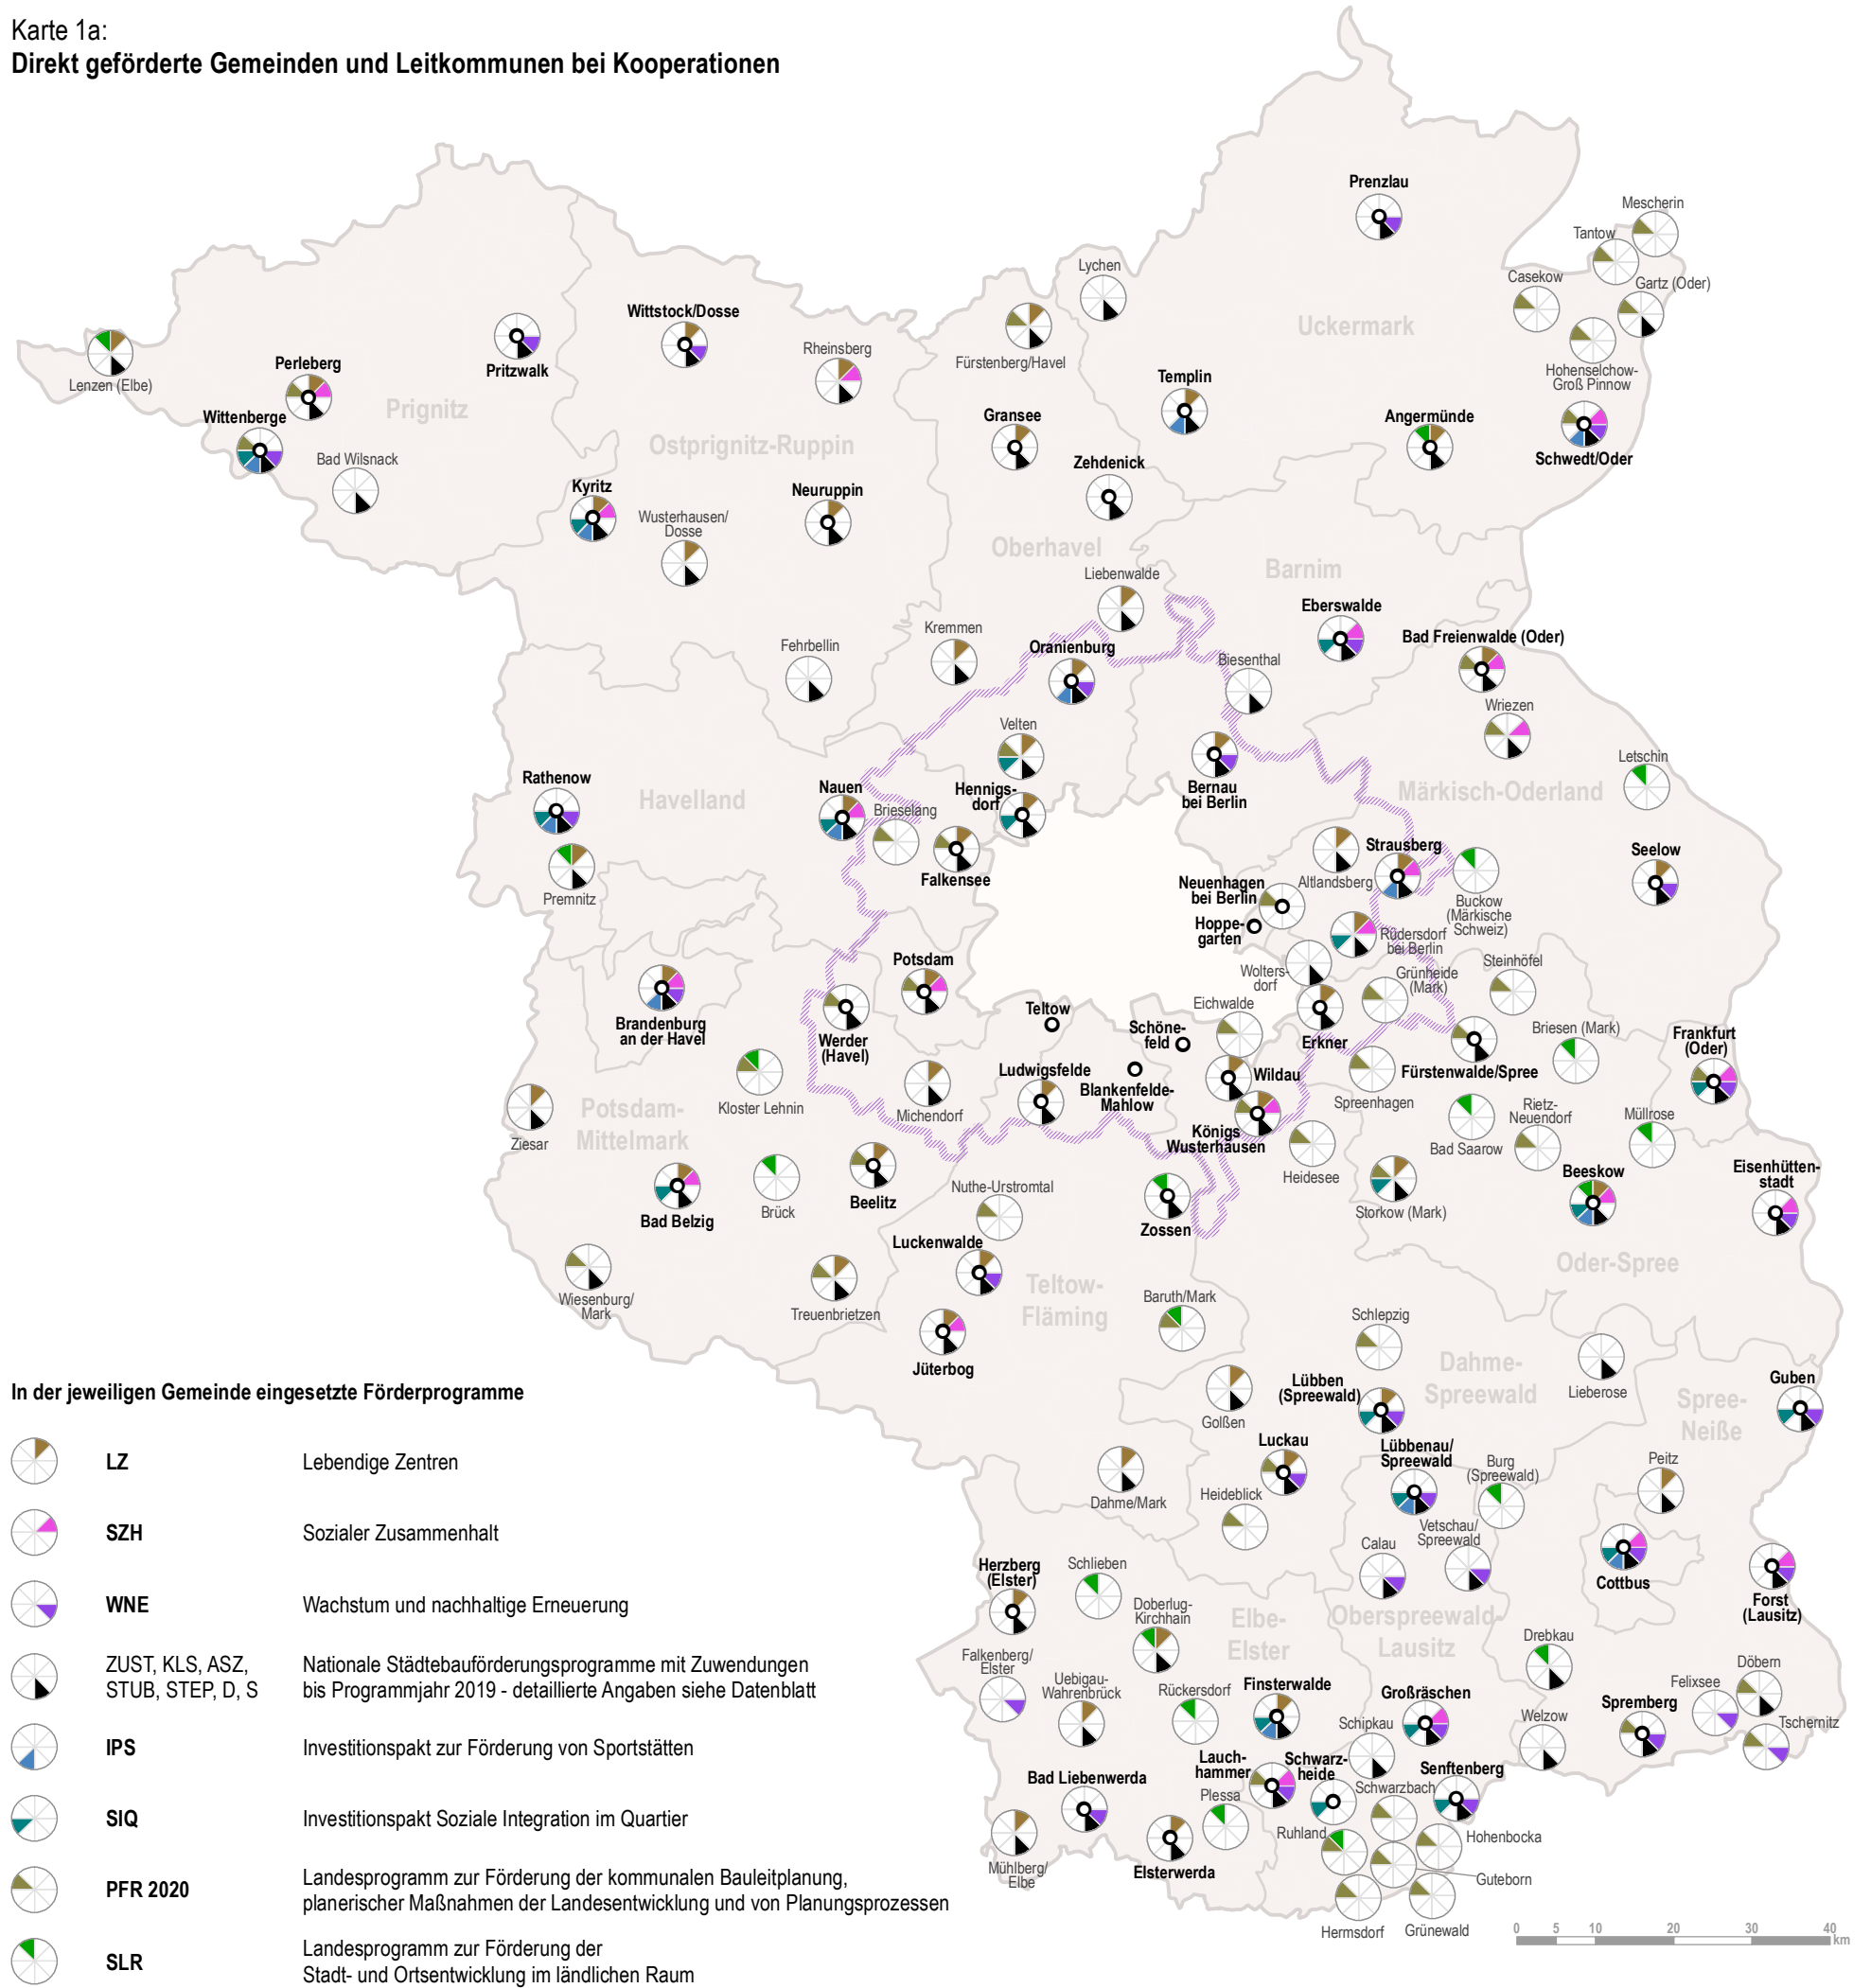 Karte 1a:
Direkt geförderte Gemeinden und Leitkommunen bei Kooperationen
Prenzlau
Mescherin
Tantow
Lychen
Casekow
Gartz (Oder)
Wittstock/Dosse
Uckermark
Rheinsberg
Fürstenberg/Havel
Perleberg
Pritzwalk
Lenzen (Elbe)
Hohenselchow-
Groß Pinnow
Templin
Prignitz
Wittenberge
Gransee
Angermünde
Ostprignitz-Ruppin
Bad Wilsnack
Zehdenick
Schwedt/Oder
Kyritz
Neuruppin
Wusterhausen/
Dosse
Oberhavel
Barnim
Liebenwalde
Eberswalde
Kremmen
Fehrbellin
Oranienburg
Bad Freienwalde (Oder)
Biesenthal
Wriezen
Velten
Letschin
Rathenow
Havelland
Nauen
Hennigs-
dorf
Bernau
bei Berlin
Märkisch-Oderland
Brieselang
Strausberg
Seelow
Falkensee
Neuenhagen
bei Berlin
Altlandsberg
Premnitz
Buckow
(Märkische
Schweiz)
Hoppe-
garten
Rüdersdorf
bei Berlin
Potsdam
Wolters-
dorf
Grünheide
(Mark)
Steinhöfel
Eichwalde
Teltow
Schöne-
feld
Brandenburg
an der Havel
Werder
(Havel)
Erkner
Briesen (Mark)
Frankfurt
(Oder)
Ludwigsfelde
Wildau
Fürstenwalde/Spree
Blankenfelde-
Mahlow
Kloster Lehnin
Michendorf
Spreenhagen
Rietz-
Neuendorf
Müllrose
Potsdam-
Mittelmark
Ziesar
Königs
Wusterhausen
Bad Saarow
Heidesee
Beeskow
Eisenhütten-
stadt
Nuthe-Urstromtal
Beelitz
Bad Belzig
Brück
Zossen
Storkow (Mark)
Luckenwalde
Oder-Spree
Teltow-
Fläming
Wiesenburg/
Mark
Treuenbrietzen
Baruth/Mark
Schlepzig
Jüterbog
Dahme-
Spreewald
Lieberose
Lübben
(Spreewald)
Guben
Spree-
Neiße
Golßen
Luckau
Lübbenau/
Spreewald
Burg
(Spreewald)
Peitz
Dahme/Mark
Heideblick
Vetschau/
Spreewald
Calau
Herzberg
(Elster)
Schlieben
Cottbus
Forst
(Lausitz)
Doberlug-
Kirchhain
Elbe-
Elster
Oberspreewald-
Lausitz
Drebkau
Falkenberg/
Elster
Uebigau-
Wahrenbrück
Rückersdorf
Finsterwalde
Großräschen
Felixsee
Döbern
Spremberg
Schipkau
Welzow
Tschernitz
Lauch-
hammer
Schwarz-
heide
Senftenberg
Bad Liebenwerda
Plessa
Schwarzbach
Ruhland
Hohenbocka
Mühlberg/
Elbe
Elsterwerda
Guteborn
Hermsdorf
Grünewald
In der jeweiligen Gemeinde eingesetzte Förderprogramme
LZ Lebendige Zentren
SZH Sozialer Zusammenhalt
WNE Wachstum und nachhaltige Erneuerung
ZUST, KLS, ASZ, Nationale Städtebauförderungsprogramme mit Zuwendungen
STUB, STEP, D, S bis Programmjahr 2019 - detaillierte Angaben siehe Datenblatt
IPS Investitionspakt zur Förderung von Sportstätten
SIQ Investitionspakt Soziale Integration im Quartier
PFR 2020 Landesprogramm zur Förderung der kommunalen Bauleitplanung,
planerischer Maßnahmen der Landesentwicklung und von Planungsprozessen
SLR Landesprogramm zur Förderung der
Stadt- und Ortsentwicklung im ländlichen Raum
0 5 10 20 30 40
km